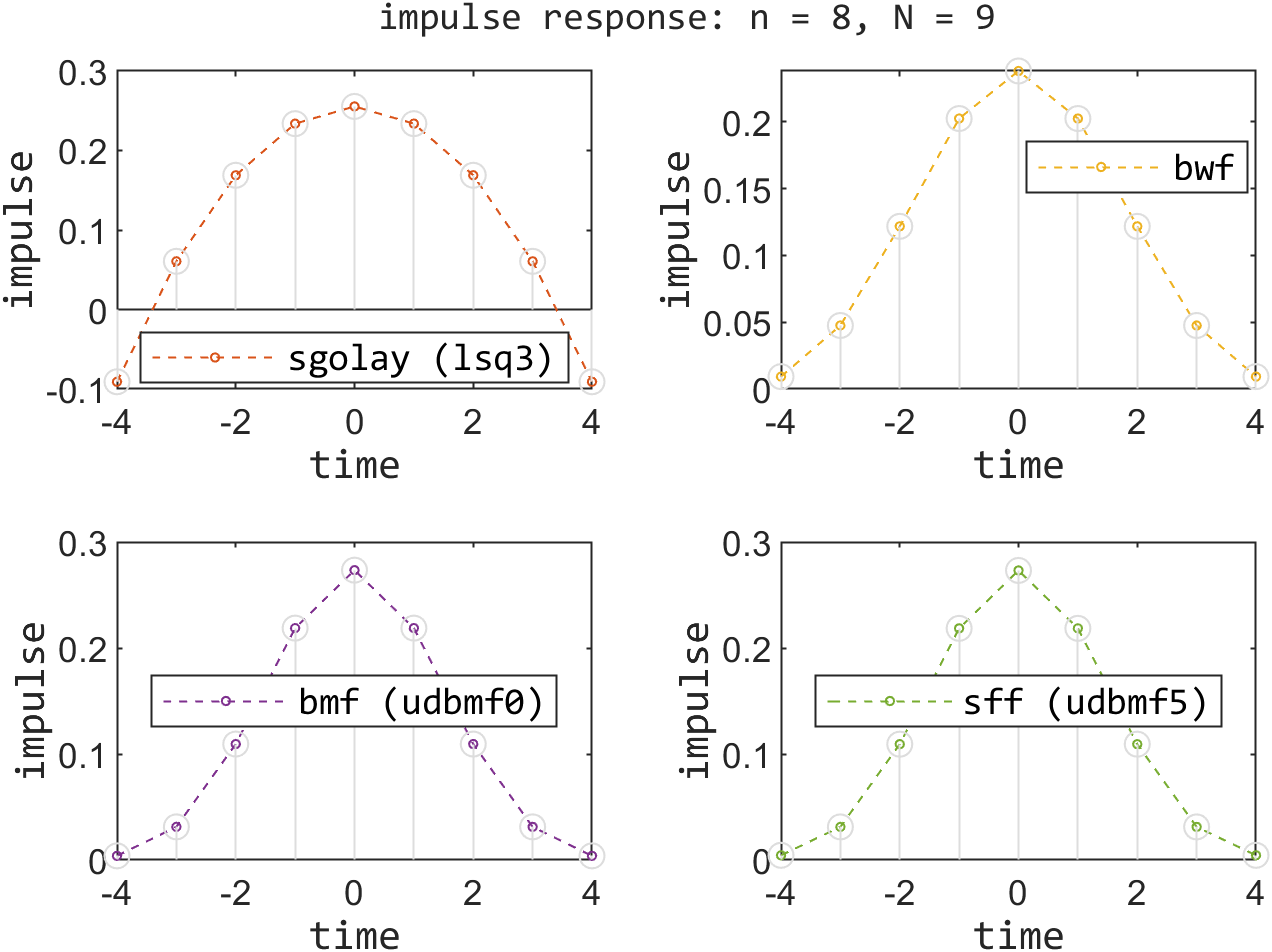 impulse response: n = 8, N = 9
0.3
0.2
0.1
0
-0.1
impulse
sgolay (lsq3)
-4 -2 0 2 4
time
0.2
0.15
0.1
0.05
0
impulse
bwf
-4 -2 0 2 4
time
0.3
0.2
0.1
0
impulse
bmf (udbmf0)
-4 -2 0 2 4
time
0.3
0.2
0.1
0
impulse
sff (udbmf5)
-4 -2 0 2 4
time